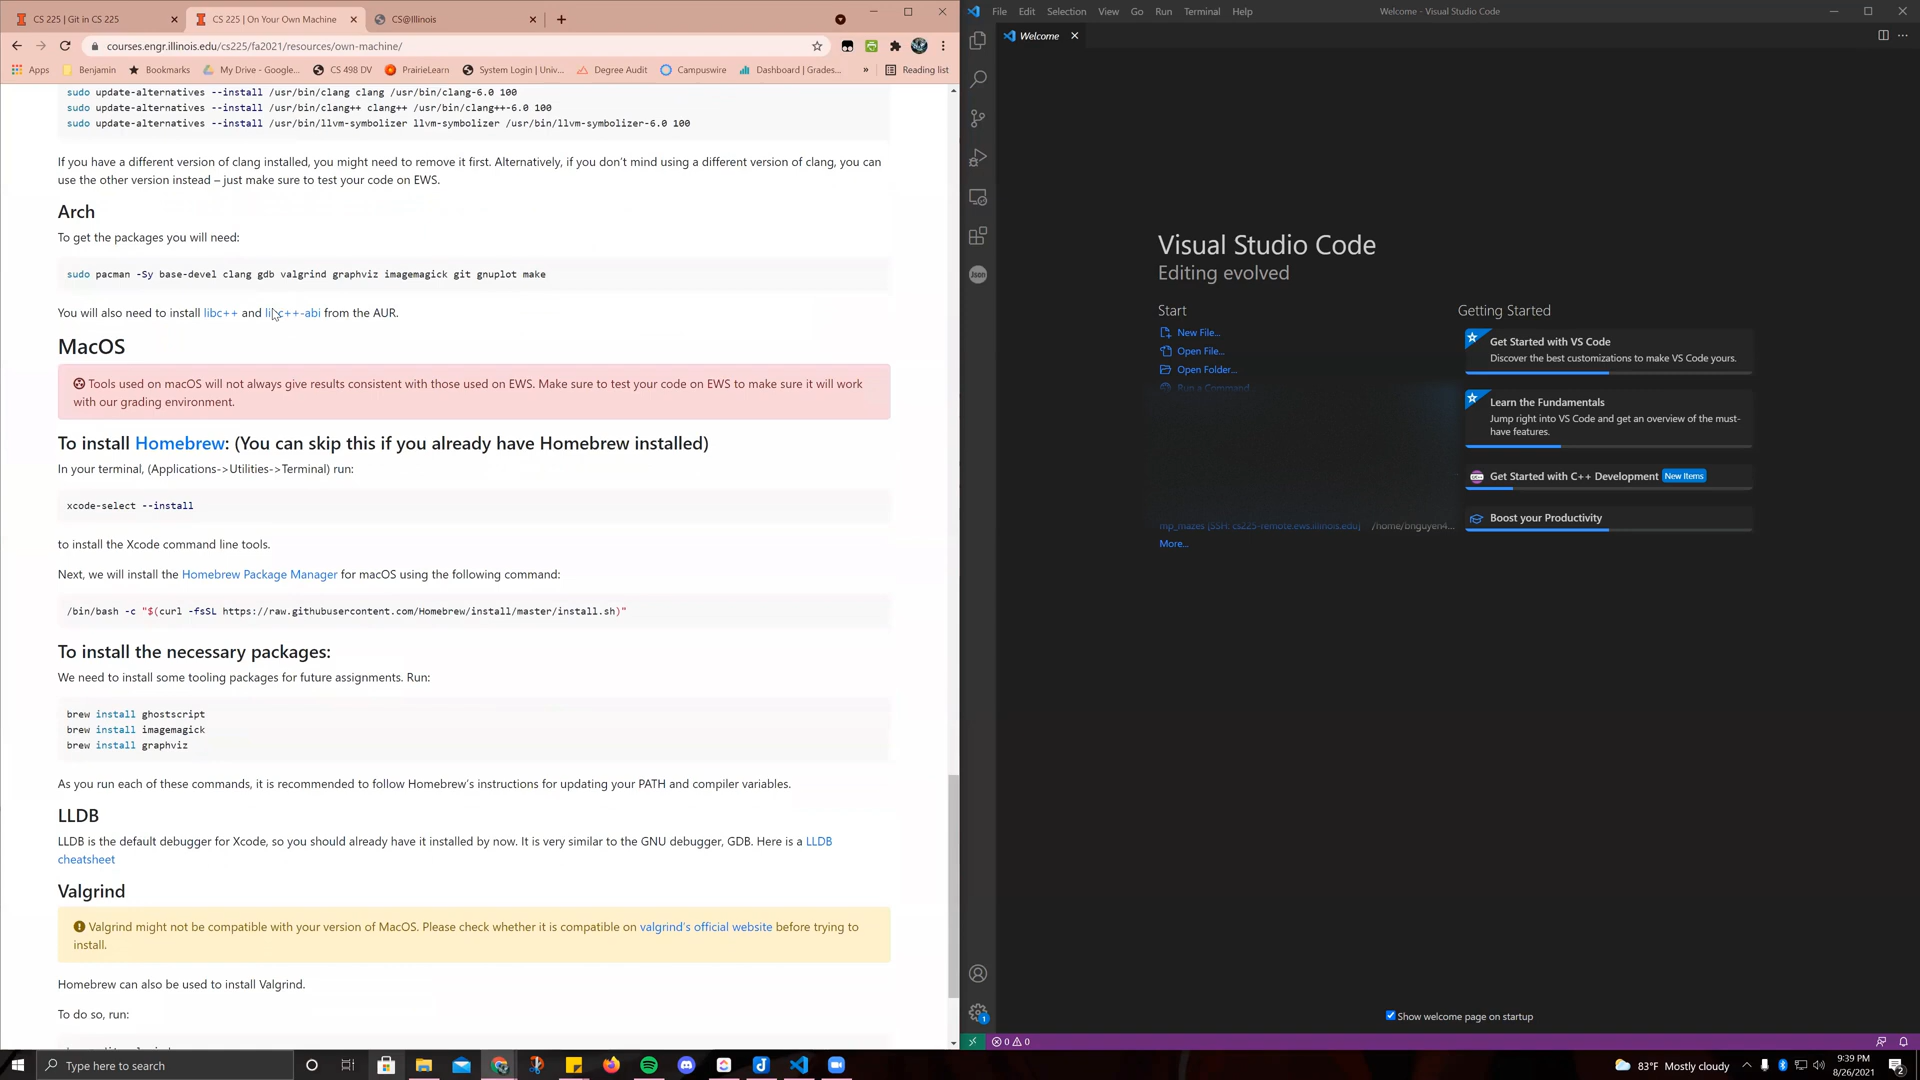 CS 225 | Git in CS 225
CS 225 | On Your Own Machine
CS@Illinois
courses.engr.illinois.edu/cs225/fa2021/resources/own-machine/
Apps
Benjamin
Bookmarks
My Drive - Google...
CS 498 DV
PrairieLearn
System Login | Univ...
Degree Audit
Campuswire
Dashboard | Grades...
»
Reading list
sudo update-alternatives --install /usr/bin/clang clang /usr/bin/clang-6.0 100
sudo update-alternatives --install /usr/bin/clang++ clang++ /usr/bin/clang++-6.0 100
sudo update-alternatives --install /usr/bin/llvm-symbolizer llvm-symbolizer /usr/bin/llvm-symbolizer-6.0 100
If you have a different version of clang installed, you might need to remove it first. Alternatively, if you don't mind using a different version of clang, you can
use the other version instead – just make sure to test your code on EWS.
Arch
To get the packages you will need:
sudo pacman -Sy base-devel clang gdb valgrind graphviz imagemagick git gnuplot make
You will also need to install libc++ and libc++-abi from the AUR.
MacOS
Tools used on macOS will not always give results consistent with those used on EWS. Make sure to test your code on EWS to make sure it will work
with our grading environment.
To install Homebrew: (You can skip this if you already have Homebrew installed)
In your terminal, (Applications->Utilities->Terminal) run:
xcode-select --install
to install the Xcode command line tools.
Next, we will install the Homebrew Package Manager for macOS using the following command:
/bin/bash -c "$(curl -fsSL https://raw.githubusercontent.com/Homebrew/install/master/install.sh)"
To install the necessary packages:
We need to install some tooling packages for future assignments. Run:
brew install ghostscript
brew install imagemagick
brew install graphviz
As you run each of these commands, it is recommended to follow Homebrew's instructions for updating your PATH and compiler variables.
LLDB
LLDB is the default debugger for Xcode, so you should already have it installed by now. It is very similar to the GNU debugger, GDB. Here is a LLDB
cheatsheet
Valgrind
Valgrind might not be compatible with your version of MacOS. Please check whether it is compatible on valgrind's official website before trying to
install.
Homebrew can also be used to install Valgrind.
To do so, run:
File Edit Selection View Go Run Terminal Help
Welcome - Visual Studio Code
Welcome
Json
Visual Studio Code
Editing evolved
Start
New File...
Open File...
Open Folder...
Run a Command...
mp_mazes [SSH: cs225-remote.ews.illinois.edu] /home/bnguyen4...
More...
Getting Started
Get Started with VS Code
Discover the best customizations to make VS Code yours.
Learn the Fundamentals
Jump right into VS Code and get an overview of the must-
have features.
Get Started with C++ Development New Items
Boost your Productivity
Show welcome page on startup
1
0 0
Type here to search
83°F Mostly cloudy
9:39 PM
8/26/2021
2